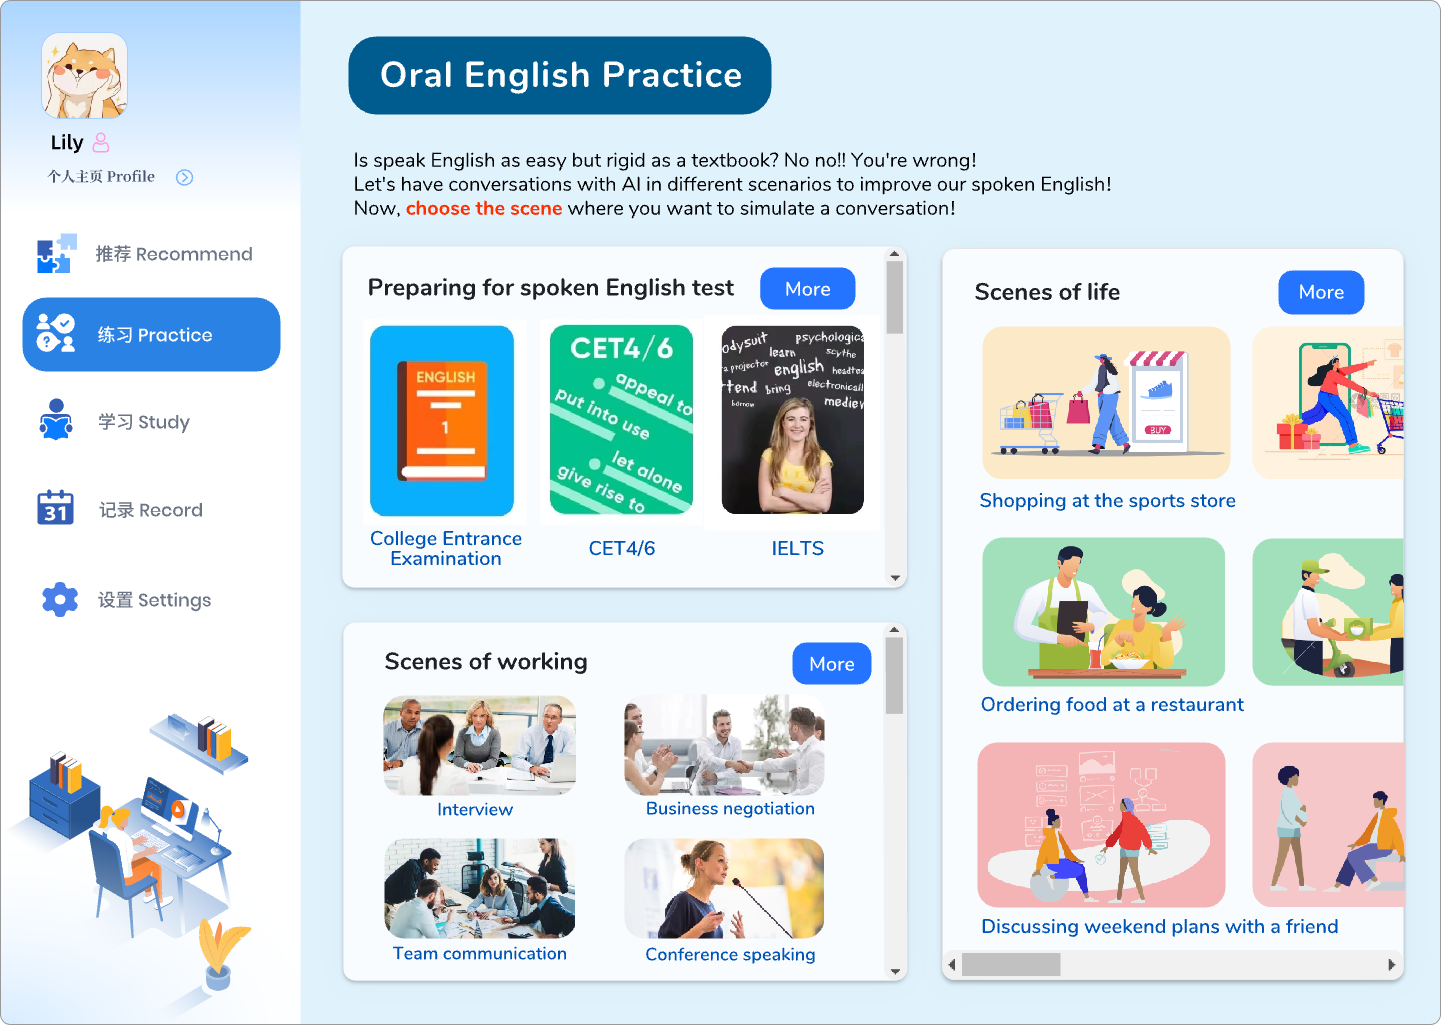 Lily
个人主页 Profile
推荐 Recommend
练习 Practice
学习 Study
31
记录 Record
设置 Settings
Oral English Practice
Is speak English as easy but rigid as a textbook? No no!! You're wrong!
Let's have conversations with AI in different scenarios to improve our spoken English!
Now, choose the scene where you want to simulate a conversation!
Preparing for spoken English test
More
ENGLISH
1
College Entrance
Examination
CET4/6
appeal to
put into use
let alone
give rise to
CET4/6
odysuit
psychologica
learn
scythe
a projector
english
headtea
rtend
bring
electronicall
borrow
mediev
IELTS
Scenes of working
More
Interview
Business negotiation
Team communication
Conference speaking
Scenes of life
More
BUY
Shopping at the sports store
Ordering food at a restaurant
Discussing weekend plans with a friend